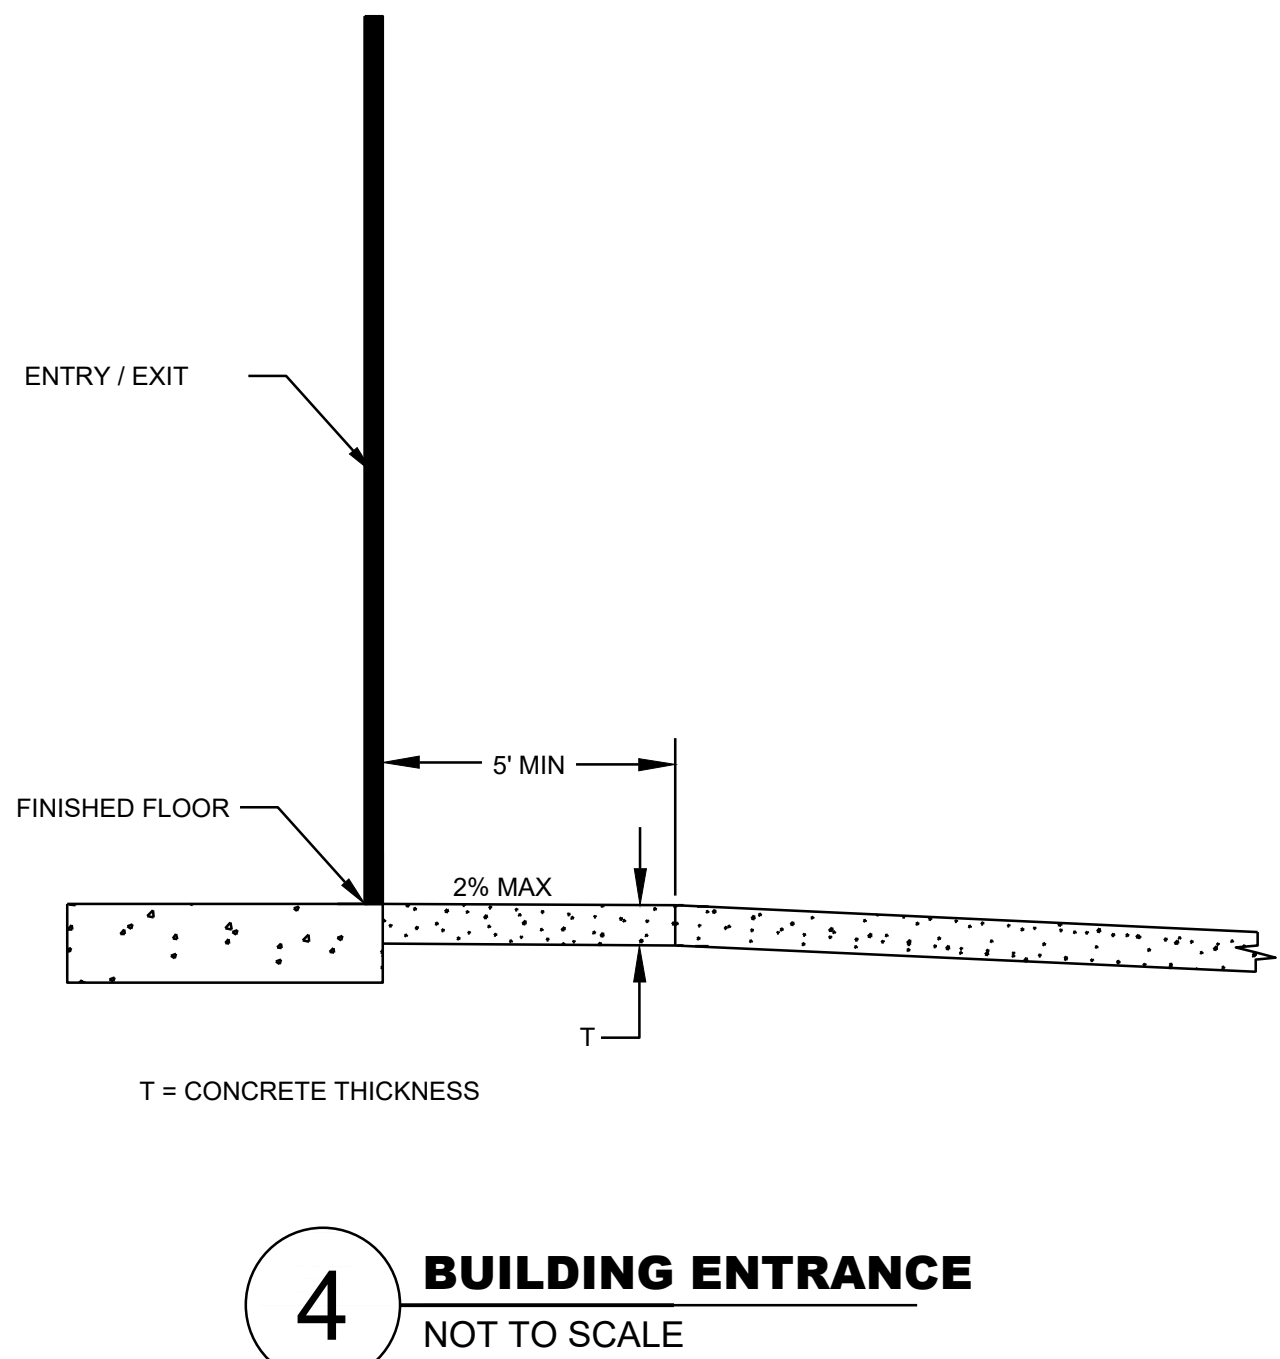 ENTRY / EXIT
5' MIN
FINISHED FLOOR
2% MAX
T
T = CONCRETE THICKNESS
4
BUILDING ENTRANCE
NOT TO SCALE